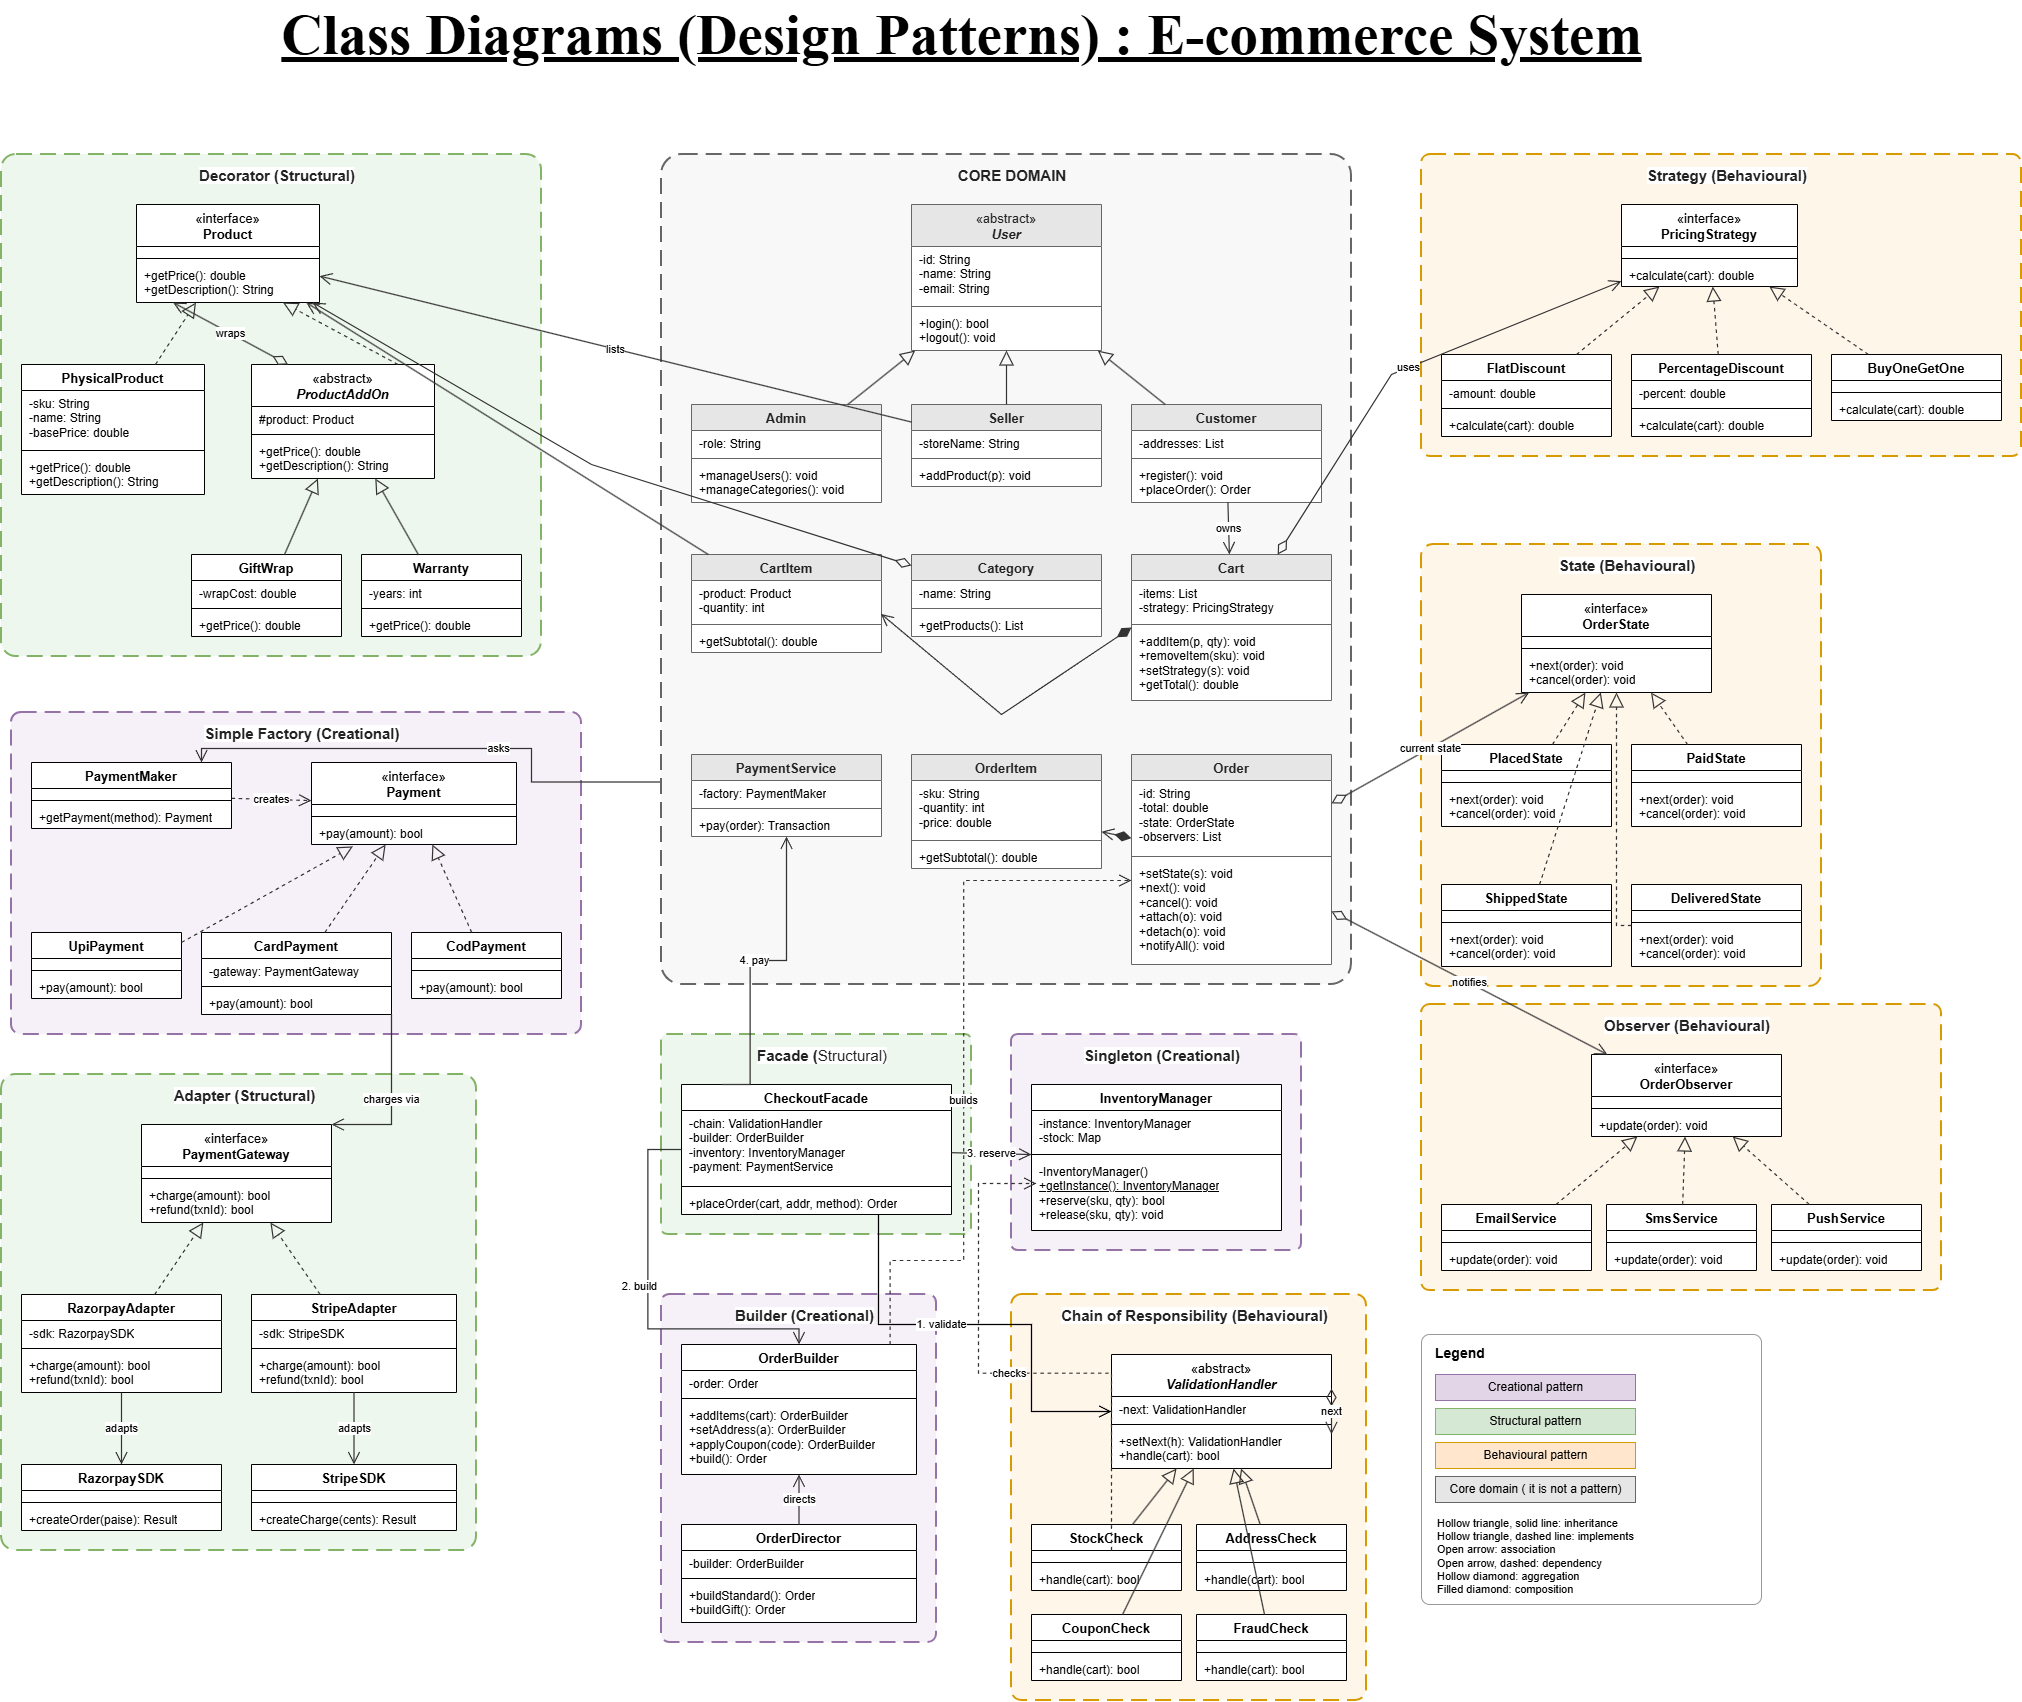 Class Diagrams (Design Patterns) : E-commerce System
Decorator (Structural)
«interface»
Product
+getPrice(): double
+getDescription(): String
wraps
PhysicalProduct
-sku: String
-name: String
-basePrice: double
+getPrice(): double
+getDescription(): String
«abstract»
ProductAddOn
#product: Product
+getPrice(): double
+getDescription(): String
GiftWrap
-wrapCost: double
+getPrice(): double
Warranty
-years: int
+getPrice(): double
lists
CORE DOMAIN
«abstract»
User
-id: String
-name: String
-email: String
+login(): bool
+logout(): void
Admin
-role: String
+manageUsers(): void
+manageCategories(): void
Seller
-storeName: String
+addProduct(p): void
Customer
-addresses: List
+register(): void
+placeOrder(): Order
owns
CartItem
-product: Product
-quantity: int
+getSubtotal(): double
Category
-name: String
+getProducts(): List
Cart
-items: List
-strategy: PricingStrategy
+addItem(p, qty): void
+removeItem(sku): void
+setStrategy(s): void
+getTotal(): double
PaymentService
-factory: PaymentMaker
+pay(order): Transaction
OrderItem
-sku: String
-quantity: int
-price: double
+getSubtotal(): double
Order
-id: String
-total: double
-state: OrderState
-observers: List
+setState(s): void
+next(): void
+cancel(): void
+attach(o): void
+detach(o): void
+notifyAll(): void
uses
Strategy (Behavioural)
«interface»
PricingStrategy
+calculate(cart): double
FlatDiscount
-amount: double
+calculate(cart): double
PercentageDiscount
-percent: double
+calculate(cart): double
BuyOneGetOne
+calculate(cart): double
State (Behavioural)
«interface»
OrderState
+next(order): void
+cancel(order): void
current state
PlacedState
+next(order): void
+cancel(order): void
PaidState
+next(order): void
+cancel(order): void
ShippedState
+next(order): void
+cancel(order): void
DeliveredState
+next(order): void
+cancel(order): void
notifies
Observer (Behavioural)
«interface»
OrderObserver
+update(order): void
EmailService
+update(order): void
SmsService
+update(order): void
PushService
+update(order): void
Simple Factory (Creational)
asks
PaymentMaker
+getPayment(method): Payment
creates
«interface»
Payment
+pay(amount): bool
UpiPayment
+pay(amount): bool
CardPayment
-gateway: PaymentGateway
+pay(amount): bool
CodPayment
+pay(amount): bool
charges via
Adapter (Structural)
«interface»
PaymentGateway
+charge(amount): bool
+refund(txnId): bool
RazorpayAdapter
-sdk: RazorpaySDK
+charge(amount): bool
+refund(txnId): bool
StripeAdapter
-sdk: StripeSDK
+charge(amount): bool
+refund(txnId): bool
adapts
adapts
RazorpaySDK
+createOrder(paise): Result
StripeSDK
+createCharge(cents): Result
4. pay
Facade (Structural)
CheckoutFacade
-chain: ValidationHandler
-builder: OrderBuilder
-inventory: InventoryManager
-payment: PaymentService
+placeOrder(cart, addr, method): Order
builds
3. reserve
Singleton (Creational)
InventoryManager
-instance: InventoryManager
-stock: Map
-InventoryManager()
+getInstance(): InventoryManager
+reserve(sku, qty): bool
+release(sku, qty): void
2. build
Builder (Creational)
1. validate
OrderBuilder
-order: Order
+addItems(cart): OrderBuilder
+setAddress(a): OrderBuilder
+applyCoupon(code): OrderBuilder
+build(): Order
directs
OrderDirector
-builder: OrderBuilder
+buildStandard(): Order
+buildGift(): Order
Chain of Responsibility (Behavioural)
checks
«abstract»
ValidationHandler
-next: ValidationHandler
+setNext(h): ValidationHandler
+handle(cart): bool
next
StockCheck
+handle(cart): bool
AddressCheck
+handle(cart): bool
CouponCheck
+handle(cart): bool
FraudCheck
+handle(cart): bool
Legend
Creational pattern
Structural pattern
Behavioural pattern
Core domain ( it is not a pattern)
Hollow triangle, solid line: inheritance
Hollow triangle, dashed line: implements
Open arrow: association
Open arrow, dashed: dependency
Hollow diamond: aggregation
Filled diamond: composition